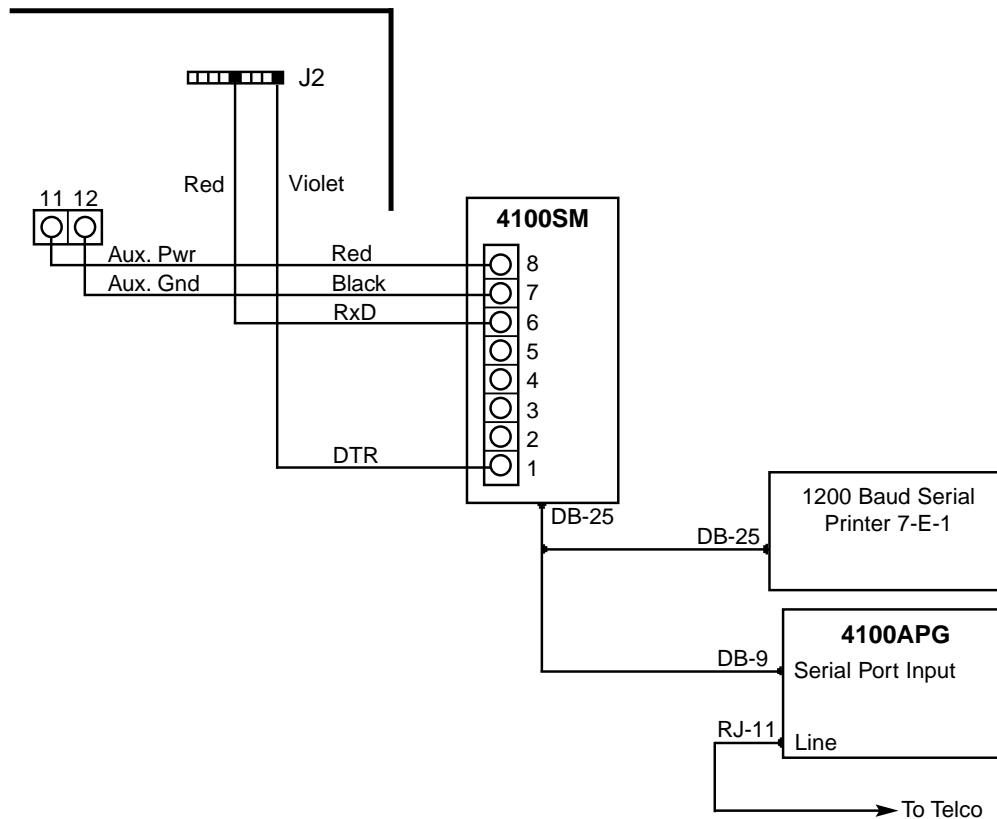 J2
Red
Violet
11 12
4100SM
Aux. Pwr
Red
8
Aux. Gnd
Black
7
RxD
6
5
4
3
2
DTR
1
DB-25
1200 Baud Serial
Printer 7-E-1
DB-25
4100APG
DB-9
Serial Port Input
RJ-11
Line
To Telco